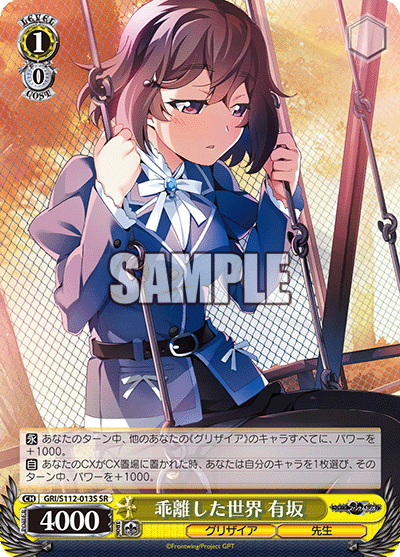 LEVEL
1
0
COST
SAMPLE
永 あなたのターン中、他のあなたの《グリザイア》のキャラすべてに、パワーを
+1000。
自 あなたのCXがCX置場に置かれた時、あなたは自分のキャラを1枚選び、そのターン中、パワーを+1000。
CH GRI/S112-013S SR
POWER
4000
SOUL
乖離した世界 有坂
グリザイア
先生
©Frontwing/Project GPT